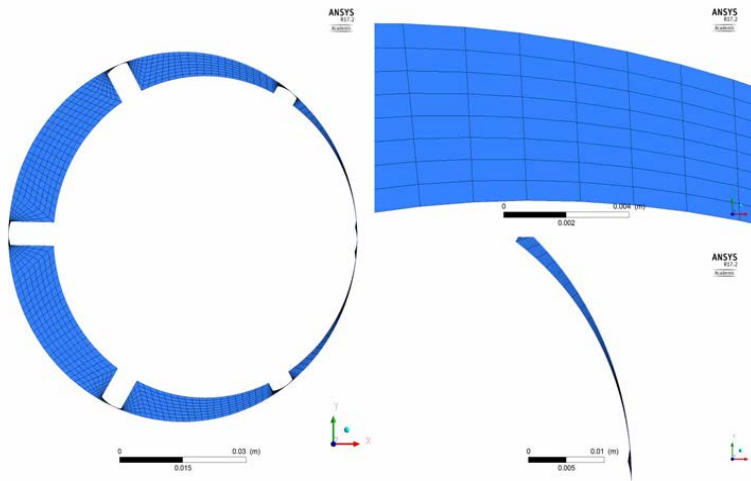 ANSYS
R17.2
Academic
ANSYS
R17.2
Academic
0
0.004 (m)
0.002
ANSYS
R17.2
Academic
Y
X
0
0.03 (m)
0.015
0
0.01 (m)
0.005